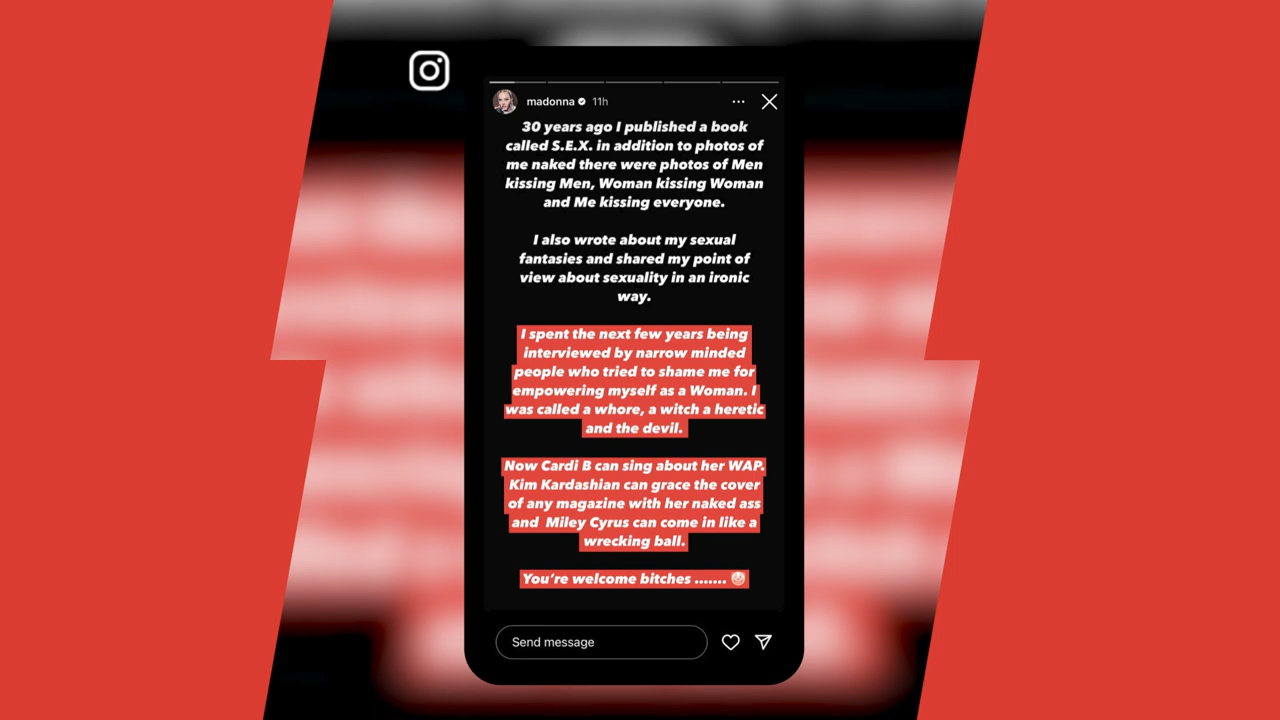 madonna 11h
30 years ago I published a book
called S.E.X. in addition to photos of
me naked there were photos of Men
kissing Men, Woman kissing Woman
and Me kissing everyone.
I also wrote about my sexual
fantasies and shared my point of
view about sexuality in an ironic
way.
I spent the next few years being
interviewed by narrow minded
people who tried to shame me for
empowering myself as a Woman. I
was called a whore, a witch a heretic
and the devil.
Now Cardi B can sing about her WAP.
Kim Kardashian can grace the cover
of any magazine with her naked ass
and  Miley Cyrus can come in like a
wrecking ball.
You’re welcome bitches ....... 🤡
Send message